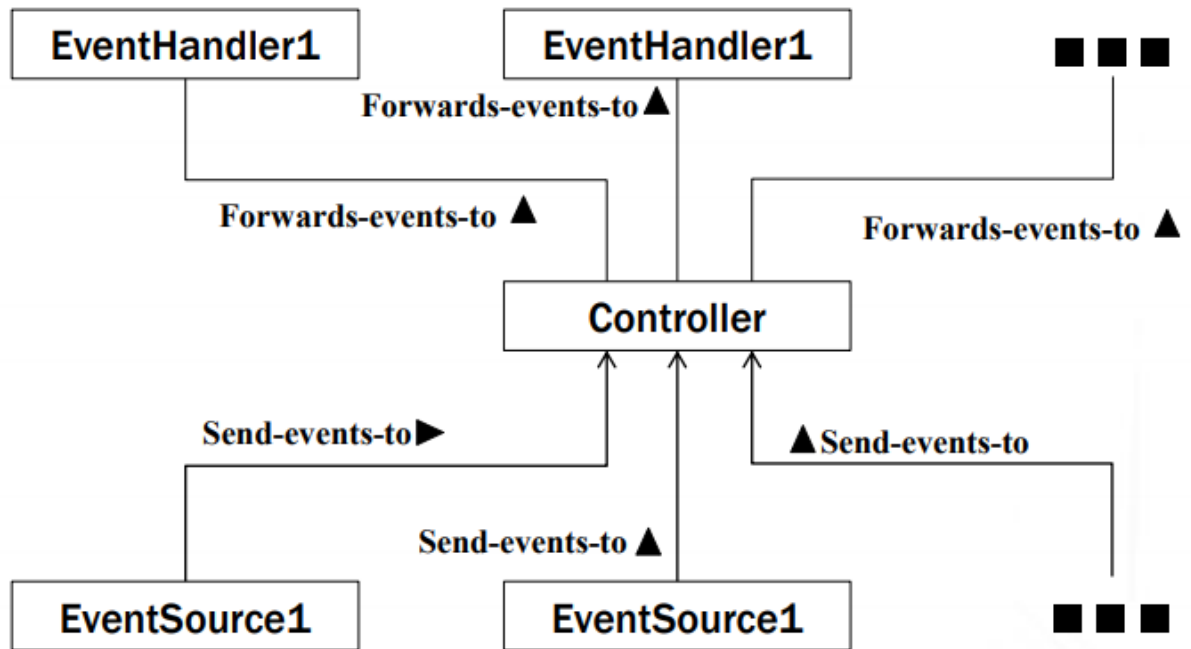 EventHandler1
EventHandler1
Forwards-events-to
Forwards-events-to
Forwards-events-to
Controller
Send-events-to
Send-events-to
Send-events-to
EventSource1
EventSource1